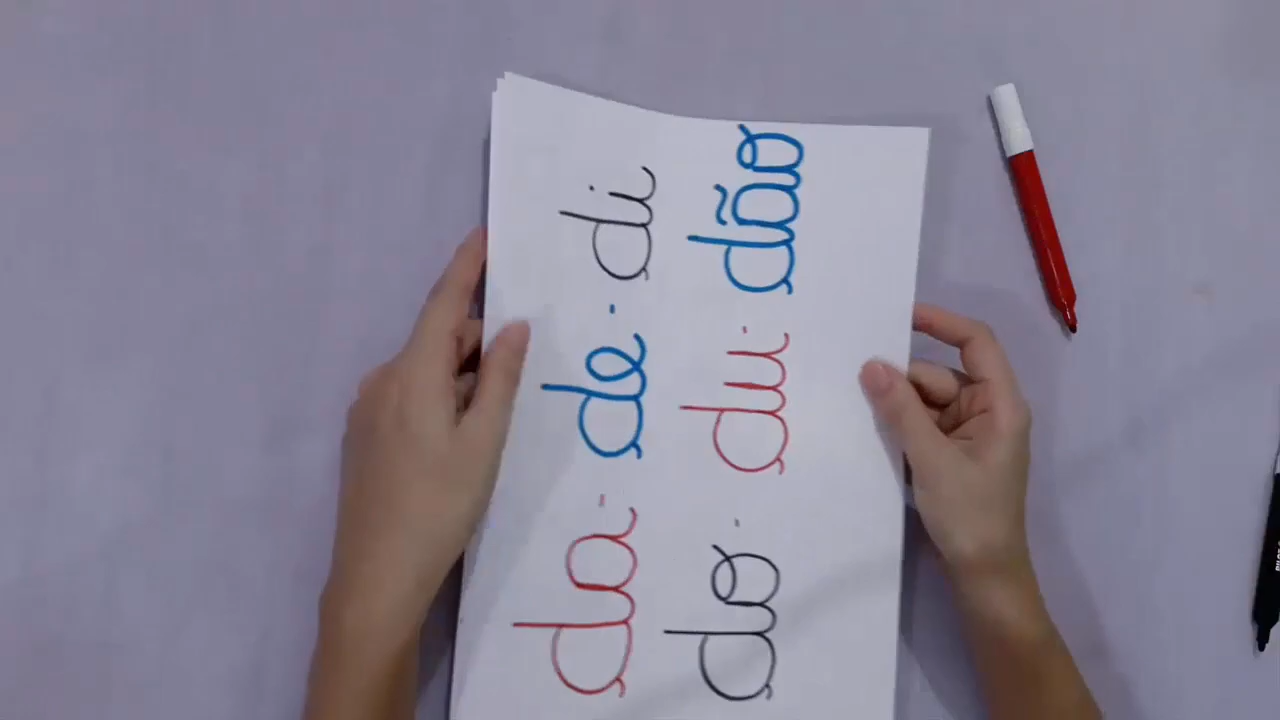 da - de - di
do - du - dão